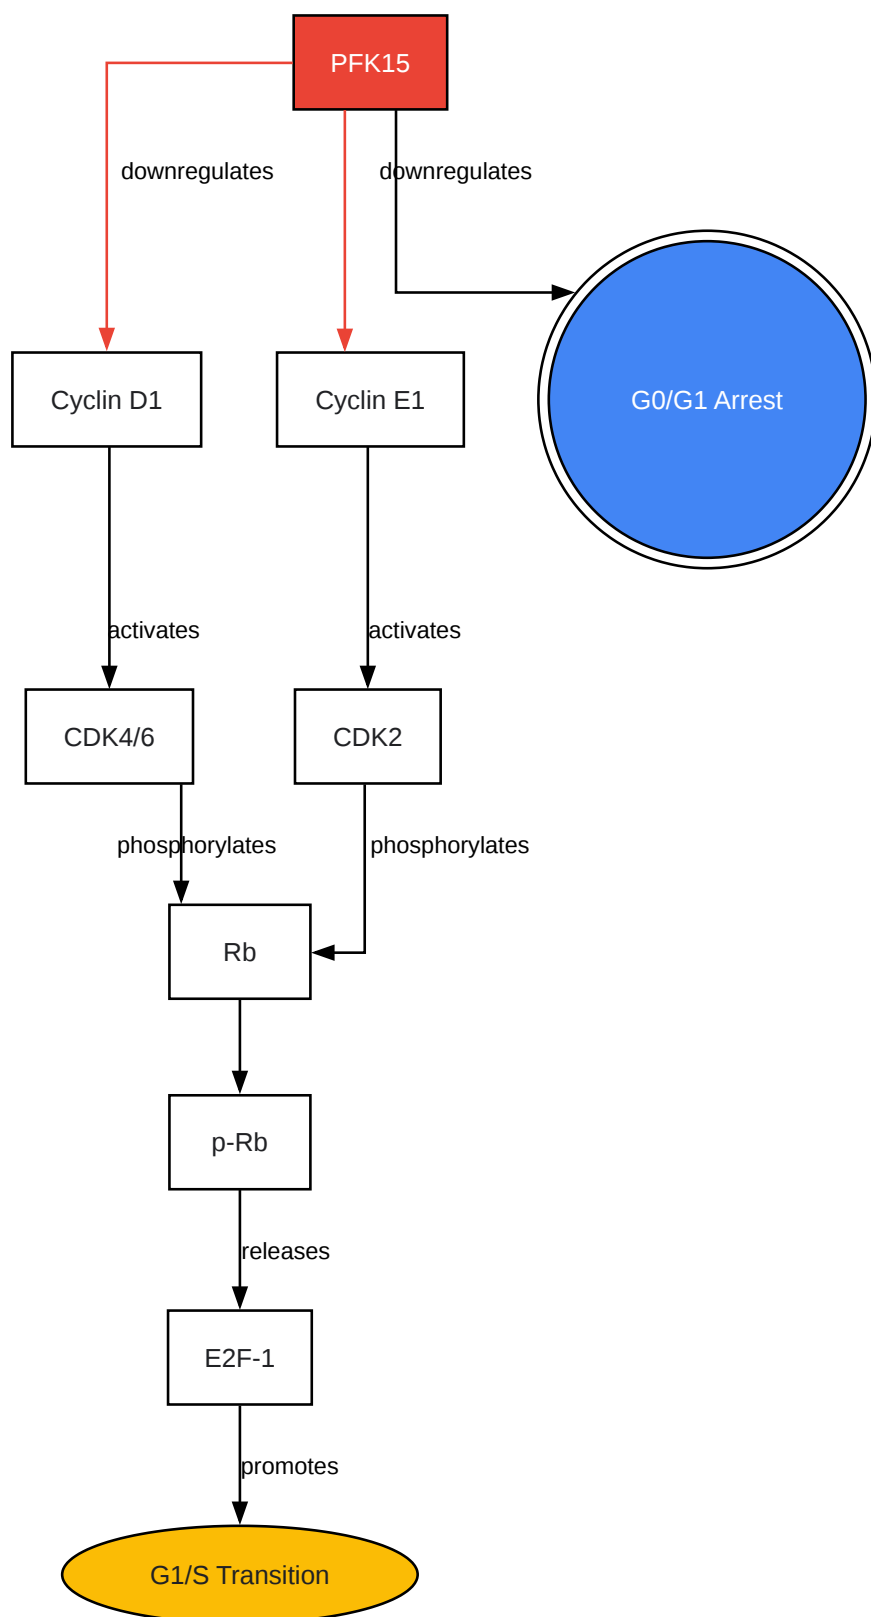 PFK15
downregulates
downregulates
Cyclin D1
Cyclin E1
G0/G1 Arrest
activates
activates
CDK4/6
CDK2
phosphorylates
phosphorylates
Rb
p-Rb
releases
E2F-1
promotes
G1/S Transition